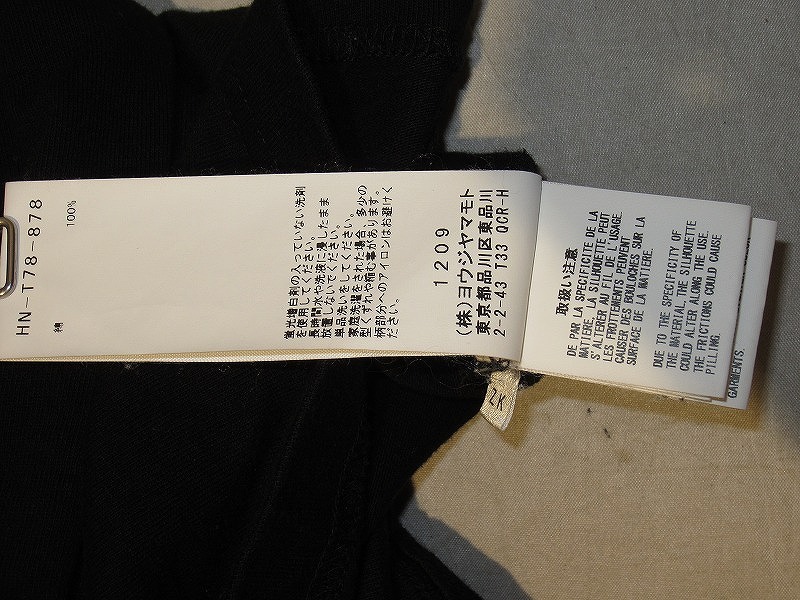 HN-T78-878
綿 100%
蛍光増白剤の入っていない洗剤
を使用してください。
長時間水や洗液に浸したまま
放置しないでください。
単品洗いをしてください。
家庭洗濯をされた場合、多少の
型くずれや縮む事があります。
柄部分へのアイロンはお避けく
ださい。
1209
(株)ヨウジヤマモト
東京都品川区東品川
2-2-43 T33 QCR-H
取扱い注意
DE PAR LA SPECIFICITE DE LA
MATIERE. LA SILHOUETTE PEUT
S'ALTERER AU FIL DE L'USAGE.
LES FROTTEMENTS PEUVENT
CAUSER DES BOULOCHES SUR LA
SURFACE DE LA MATIERE.
DUE TO THE SPECIFICITY OF
THE MATERIAL, THE SILHOUETTE
COULD ALTER ALONG THE USE.
THE FRICTIONS COULD CAUSE
PILLING.
GARMENTS.
ZK